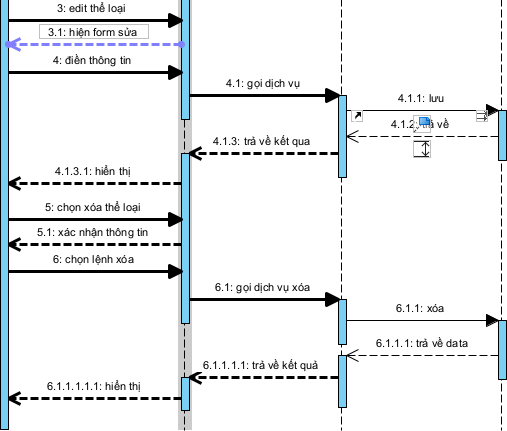 3: edit thể loại
3.1: hiện form sửa
4: điền thông tin
4.1: gọi dịch vụ
4.1.1: lưu
4.1.2: về
4.1.3: trả về kết qua
4.1.3.1: hiển thị
5: chọn xóa thể loại
5.1: xác nhận thông tin
6: chọn lệnh xóa
6.1: gọi dịch vụ xóa
6.1.1: xóa
6.1.1.1: trả về data
6.1.1.1.1: trả về kết quả
6.1.1.1.1.1: hiển thị